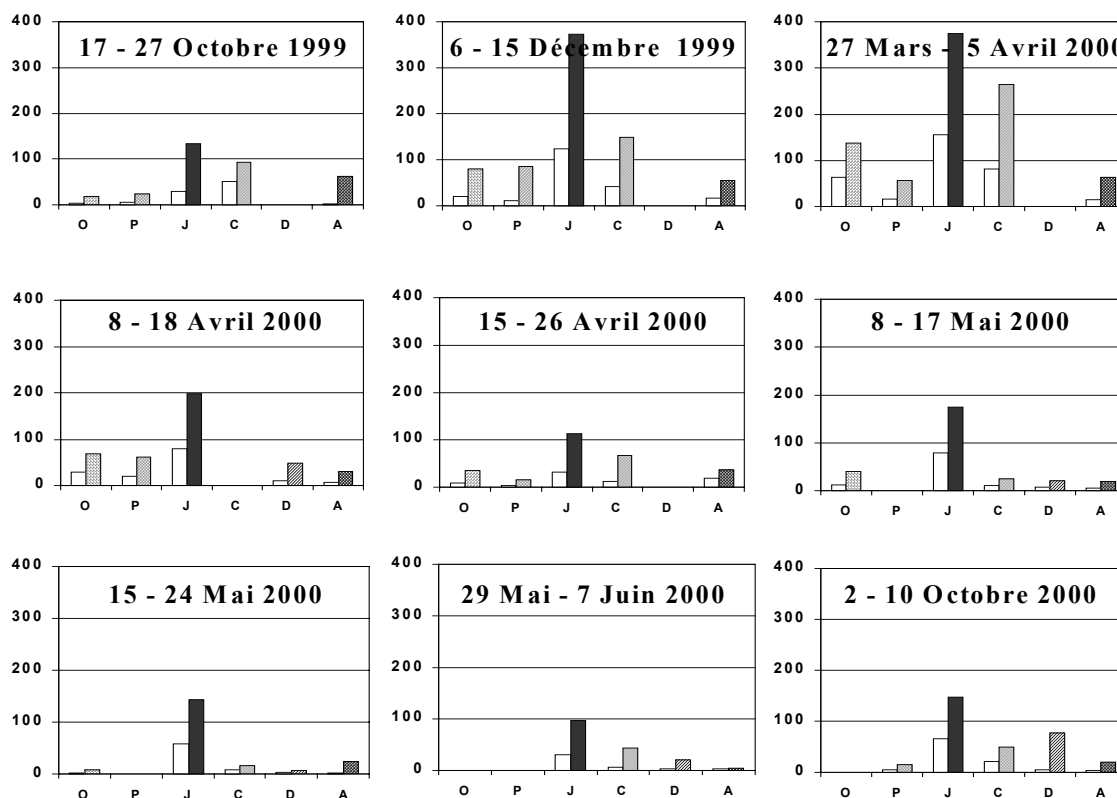 17 - 27 Octobre 1999
400
300
200
100
0
O P J C D A
6 - 15 Décembre 1999
400
300
200
100
0
O P J C D A
27 Mars - 5 Avril 2000
400
300
200
100
0
O P J C D A
8 - 18 Avril 2000
400
300
200
100
0
O P J C D A
15 - 26 Avril 2000
400
300
200
100
0
O P J C D A
8 - 17 Mai 2000
400
300
200
100
0
O P J C D A
15 - 24 Mai 2000
400
300
200
100
0
O P J C D A
29 Mai - 7 Juin 2000
400
300
200
100
0
O P J C D A
2 - 10 Octobre 2000
400
300
200
100
0
O P J C D A